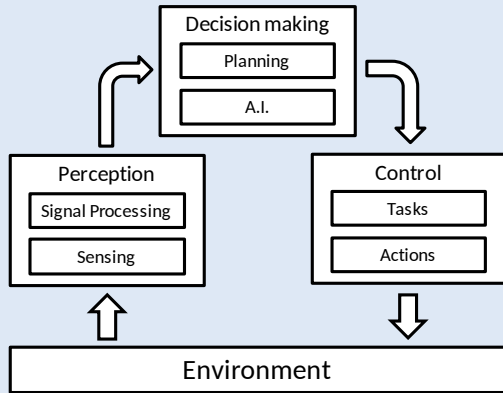 Decision making
Planning
A.I.
Perception
Signal Processing
Sensing
Control
Tasks
Actions
Environment